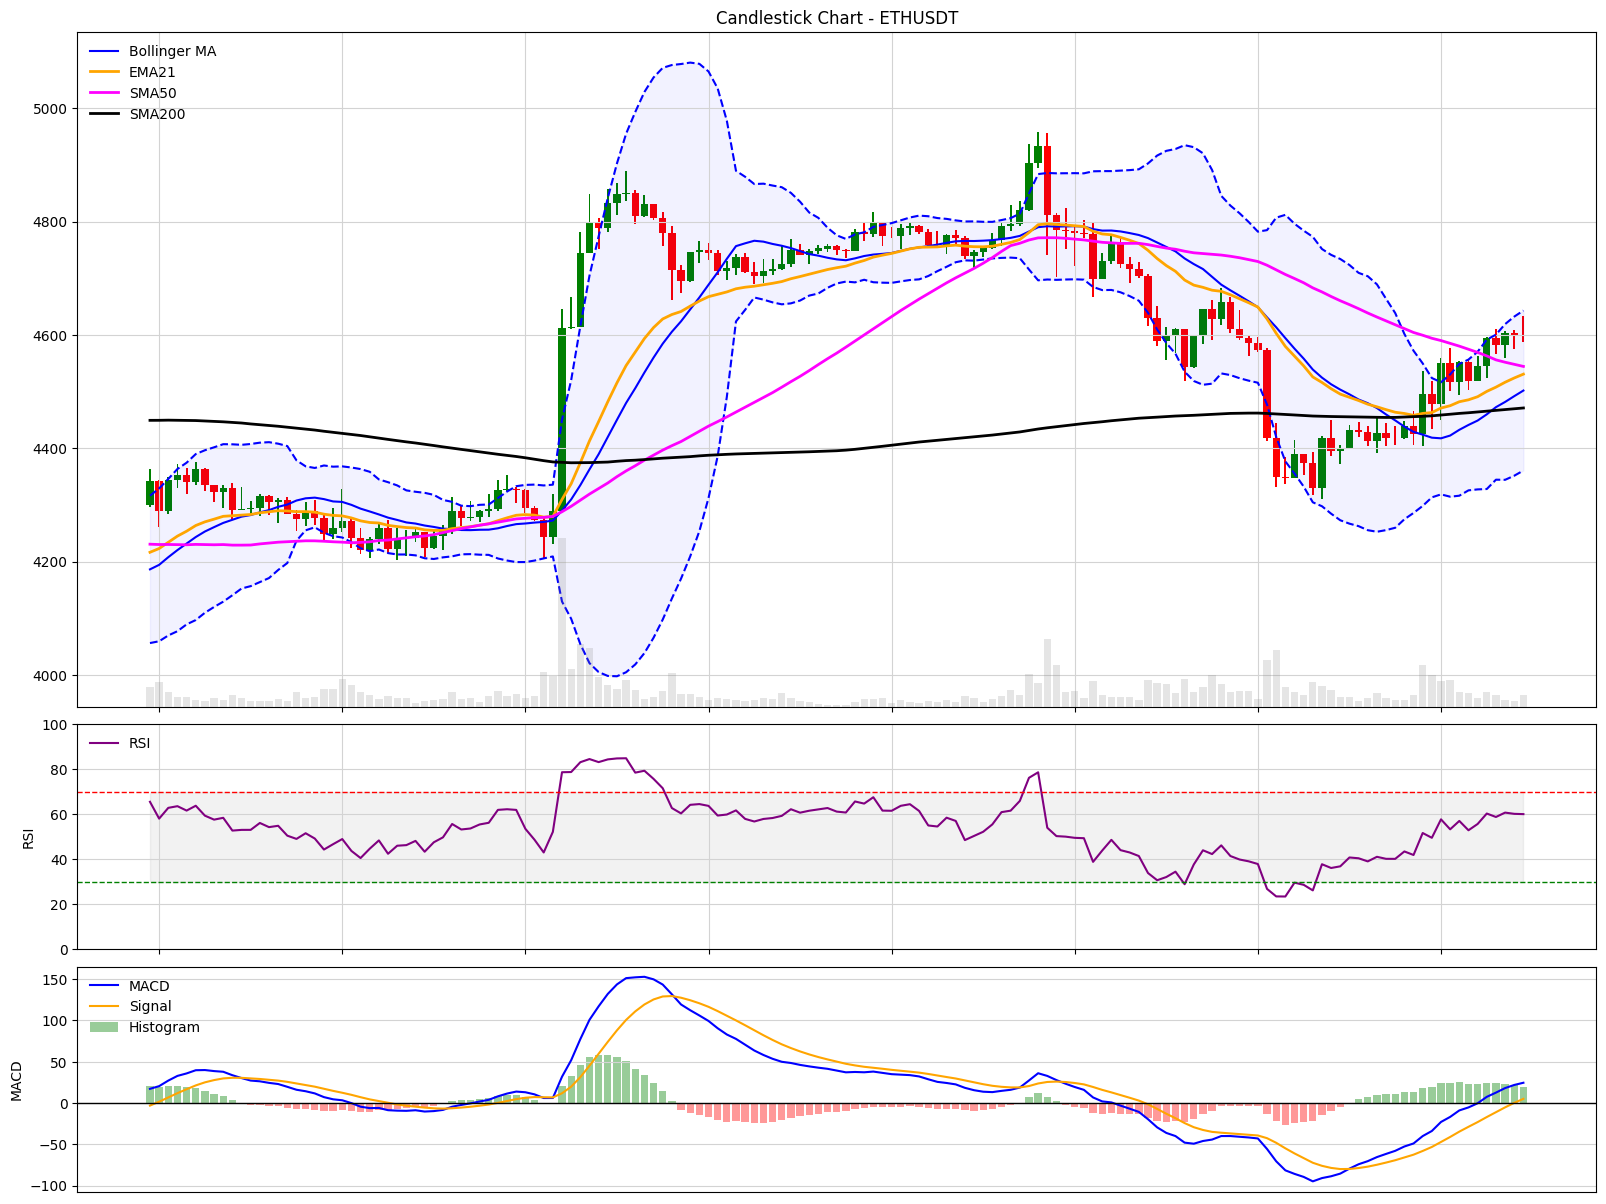 Candlestick Chart - ETHUSDT
Bollinger MA
EMA21
SMA50
SMA200
5000
4800
4600
4400
4200
4000
100
80
60
40
20
0
RSI
RSI
150
100
50
0
−50
−100
MACD
MACD
Signal
Histogram